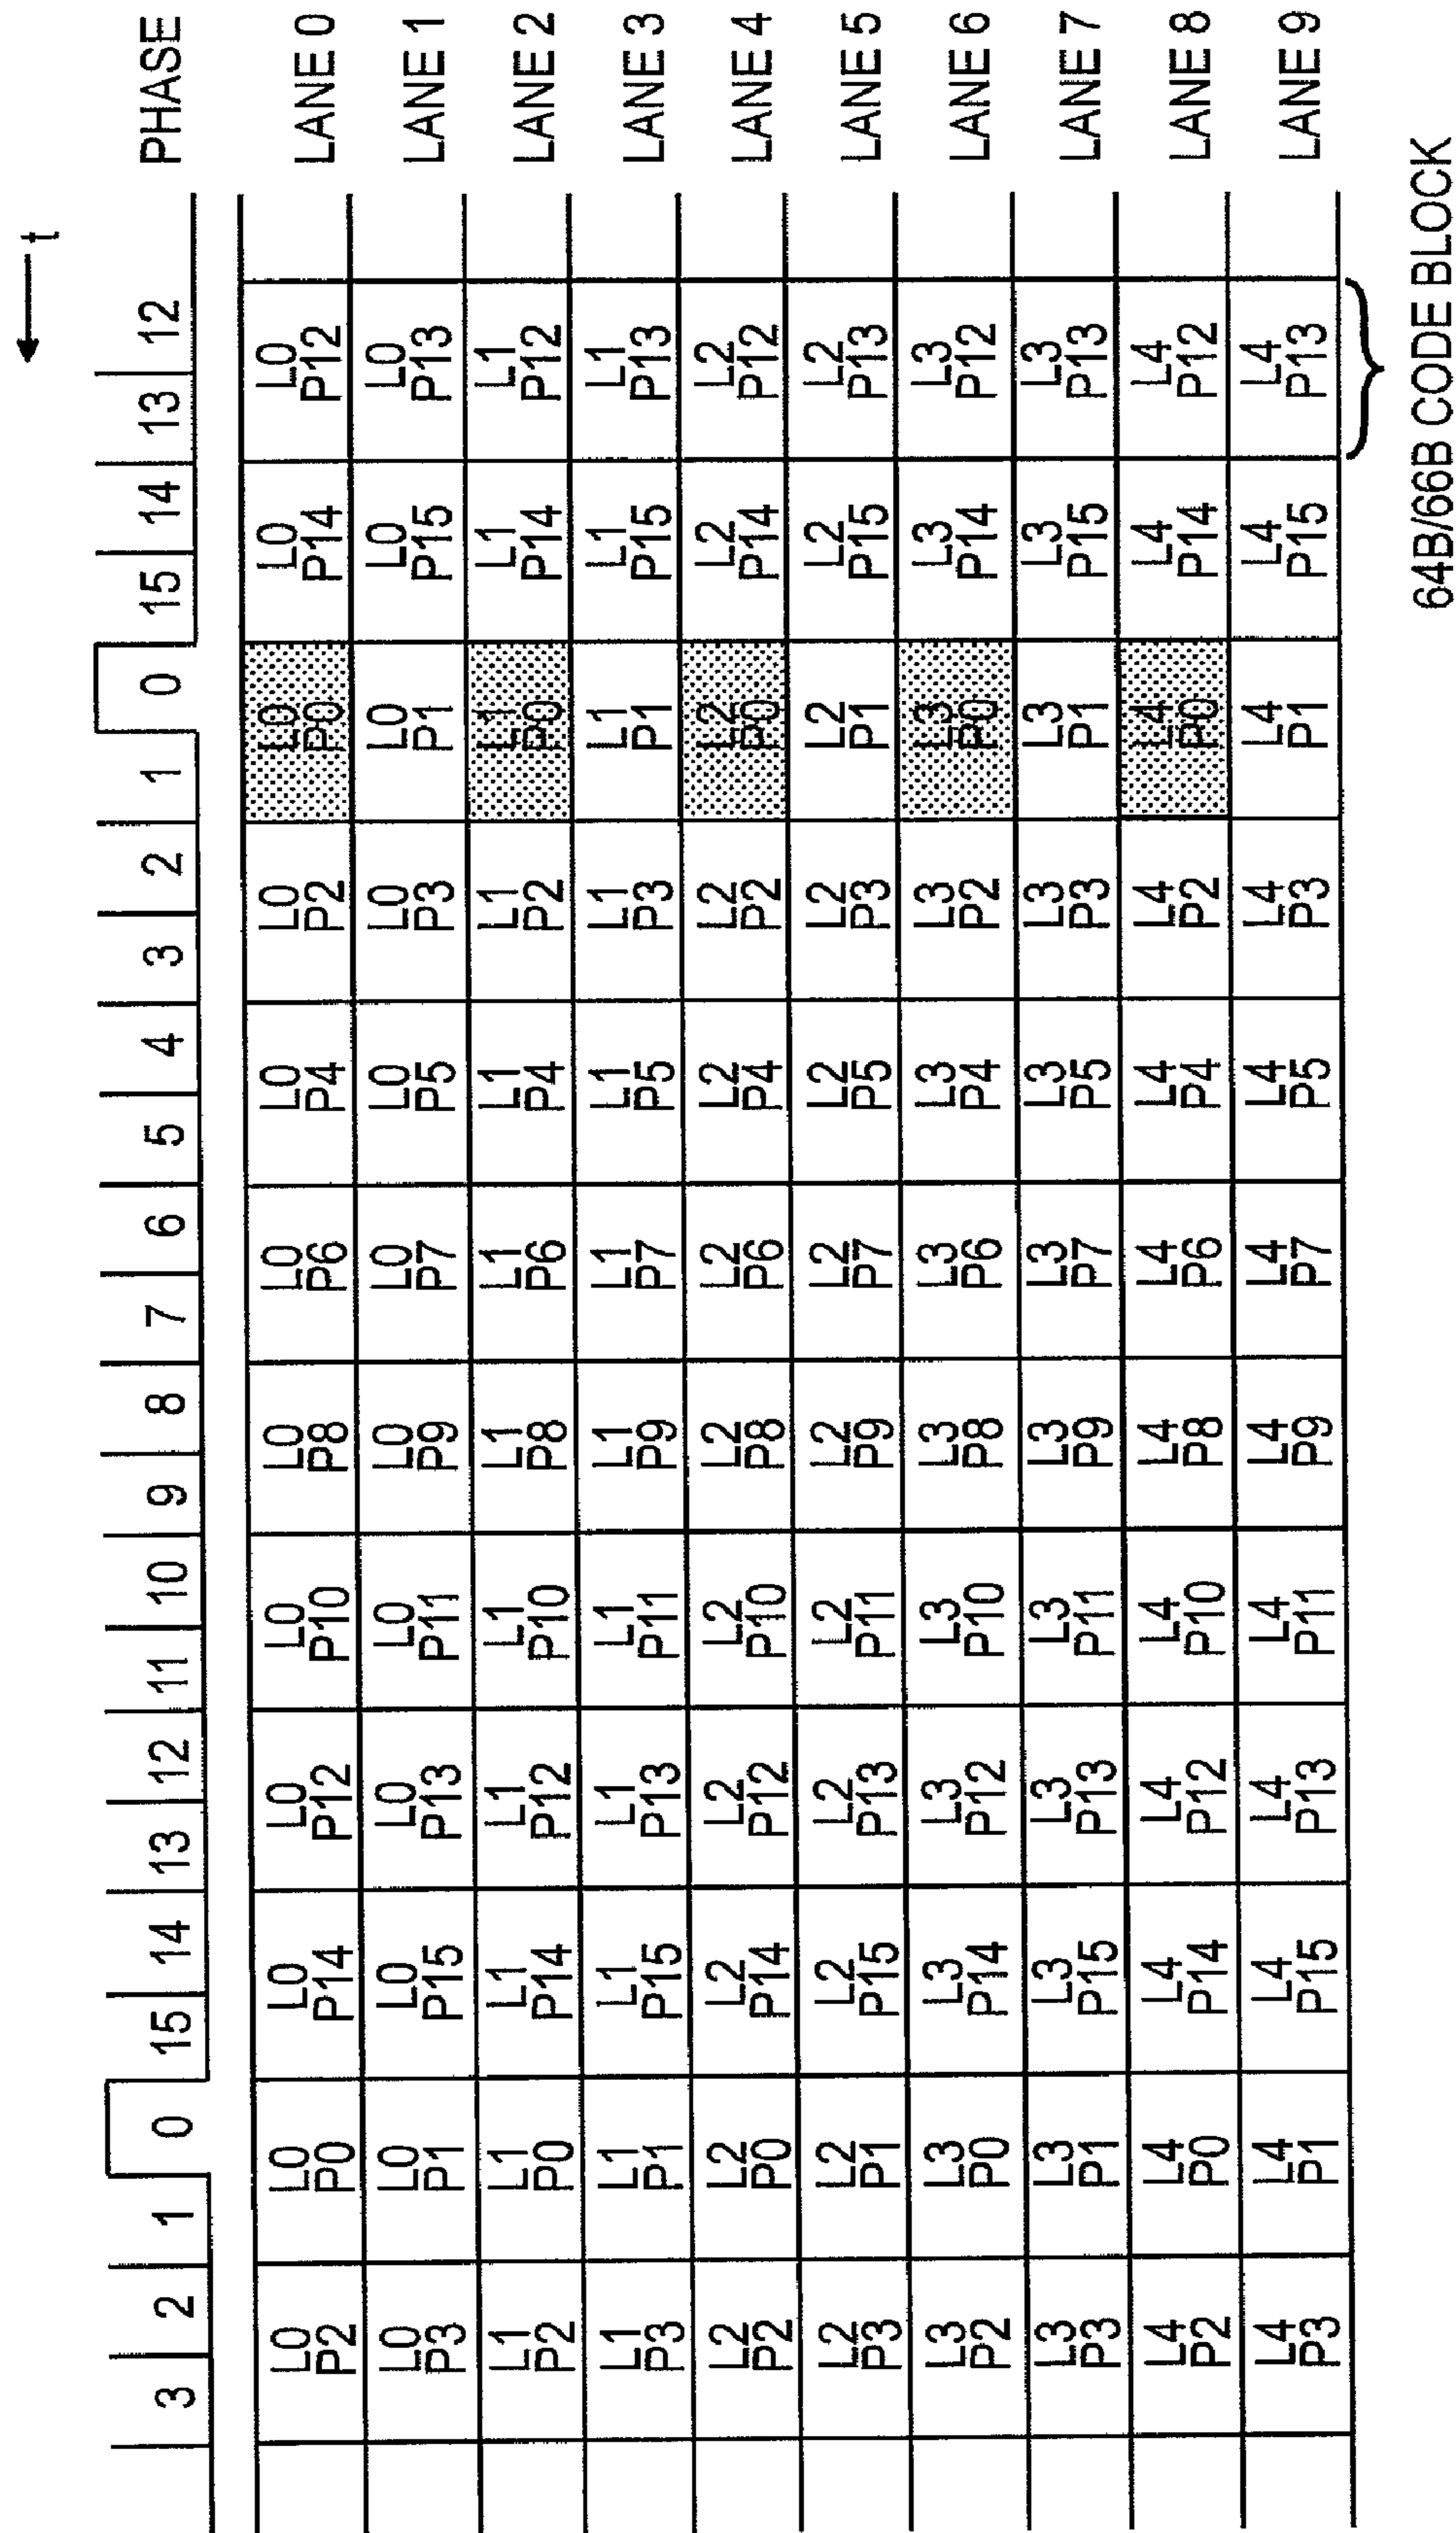 t
3 2 1 0 15 14 13 12 11 10 9 8 7 6 5 4 3 2 1 0 15 14 13 12 PHASE
L0 L0 L0 L0 L0 L0 L0 L0 L0 L0 L0 L0
P2 P0 P14 P12 P10 P8 P6 P4 P2 P0 P14 P12 LANE 0
L0 L0 L0 L0 L0 L0 L0 L0 L0 L0 L0 L0
P3 P1 P15 P13 P11 P9 P7 P5 P3 P1 P15 P13 LANE 1
L1 L1 L1 L1 L1 L1 L1 L1 L1 L1 L1 L1
P2 P0 P14 P12 P10 P8 P6 P4 P2 P0 P14 P12 LANE 2
L1 L1 L1 L1 L1 L1 L1 L1 L1 L1 L1 L1
P3 P1 P15 P13 P11 P9 P7 P5 P3 P1 P15 P13 LANE 3
L2 L2 L2 L2 L2 L2 L2 L2 L2 L2 L2 L2
P2 P0 P14 P12 P10 P8 P6 P4 P2 P0 P14 P12 LANE 4
L2 L2 L2 L2 L2 L2 L2 L2 L2 L2 L2 L2
P3 P1 P15 P13 P11 P9 P7 P5 P3 P1 P15 P13 LANE 5
L3 L3 L3 L3 L3 L3 L3 L3 L3 L3 L3 L3
P2 P0 P14 P12 P10 P8 P6 P4 P2 P0 P14 P12 LANE 6
L3 L3 L3 L3 L3 L3 L3 L3 L3 L3 L3 L3
P3 P1 P15 P13 P11 P9 P7 P5 P3 P1 P15 P13 LANE 7
L4 L4 L4 L4 L4 L4 L4 L4 L4 L4 L4 L4
P2 P0 P14 P12 P10 P8 P6 P4 P2 P0 P14 P12 LANE 8
L4 L4 L4 L4 L4 L4 L4 L4 L4 L4 L4 L4
P3 P1 P15 P13 P11 P9 P7 P5 P3 P1 P15 P13 LANE 9
64B/66B CODE BLOCK